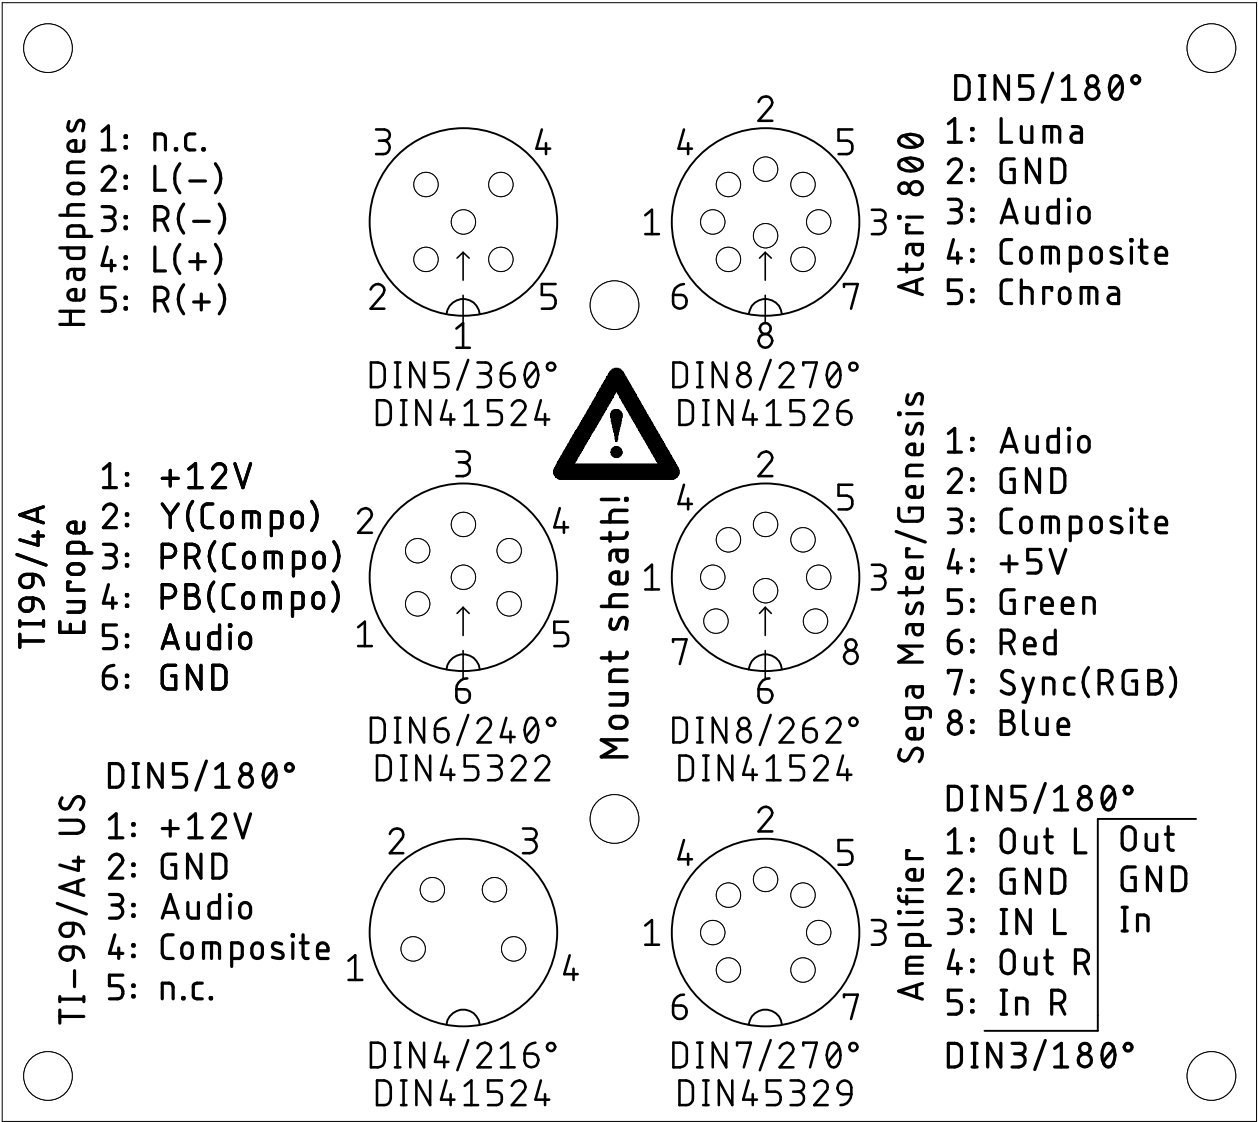 Headphones
1: n.c.
2: L(-)
3: R(-)
4: L(+)
5: R(+)
3 4
2 5
1
DIN5/360°
DIN41524
2
4 5
1 3
6 7
8
DIN8/270°
DIN41526
DIN5/180°
Atari 800
1: Luma
2: GND
3: Audio
4: Composite
5: Chroma
TI99/4A
Europe
1: +12V
2: Y(Compo)
3: PR(Compo)
4: PB(Compo)
5: Audio
6: GND
3
2 4
1 5
6
DIN6/240°
DIN45322
!
Mount sheath!
2
4 5
1 3
7 8
6
DIN8/262°
DIN41524
Sega Master/Genesis
1: Audio
2: GND
3: Composite
4: +5V
5: Green
6: Red
7: Sync(RGB)
8: Blue
DIN5/180°
TI-99/A4 US
1: +12V
2: GND
3: Audio
4: Composite
5: n.c.
2 3
1 4
DIN4/216°
DIN41524
2
4 5
1 3
6 7
DIN7/270°
DIN45329
DIN5/180°
Amplifier
1: Out L Out
2: GND GND
3: IN L In
4: Out R
5: In R
DIN3/180°